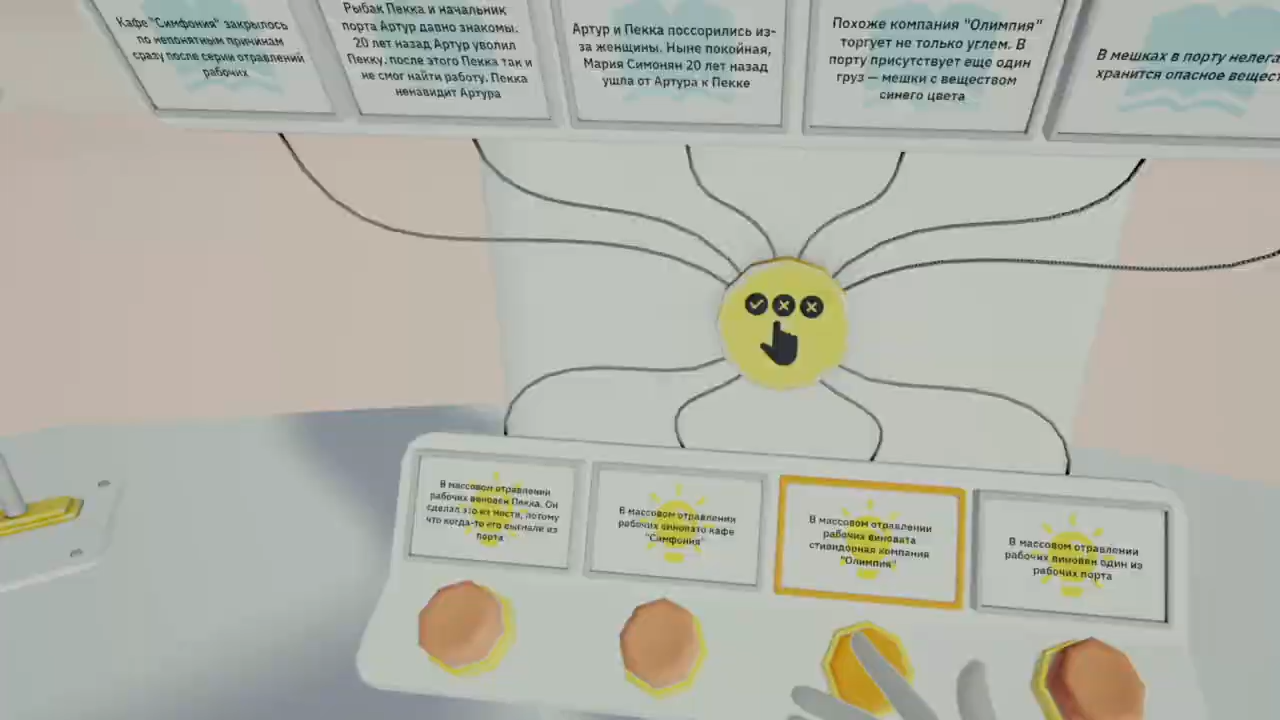 Кафе "Симфония" закрылось
по непонятным причинам
сразу после серии отравлений
рабочих
Рыбак Пекка и начальник
порта Артур давно знакомы.
20 лет назад Артур уволил
Пекку, после этого Пекка так и
не смог найти работу. Пекка
ненавидит Артура
Артур и Пекка поссорились из-
за женщины. Ныне покойная,
Мария Симонян 20 лет назад
ушла от Артура к Пекке
Похоже компания "Олимпия"
торгует не только углем. В
порту присутствует еще один
груз — мешки с веществом
синего цвета
В мешках в порту нелега
хранится опасное вещест
В массовом отравлении
рабочих виновен Пекка. Он
сделал это из мести, потому
что когда-то его выгнали из
порта
В массовом отравлении
рабочих виновато кафе
"Симфония"
В массовом отравлении
рабочих виновата
стивидорная компания
"Олимпия"
В массовом отравлении
рабочих виновен один из
рабочих порта